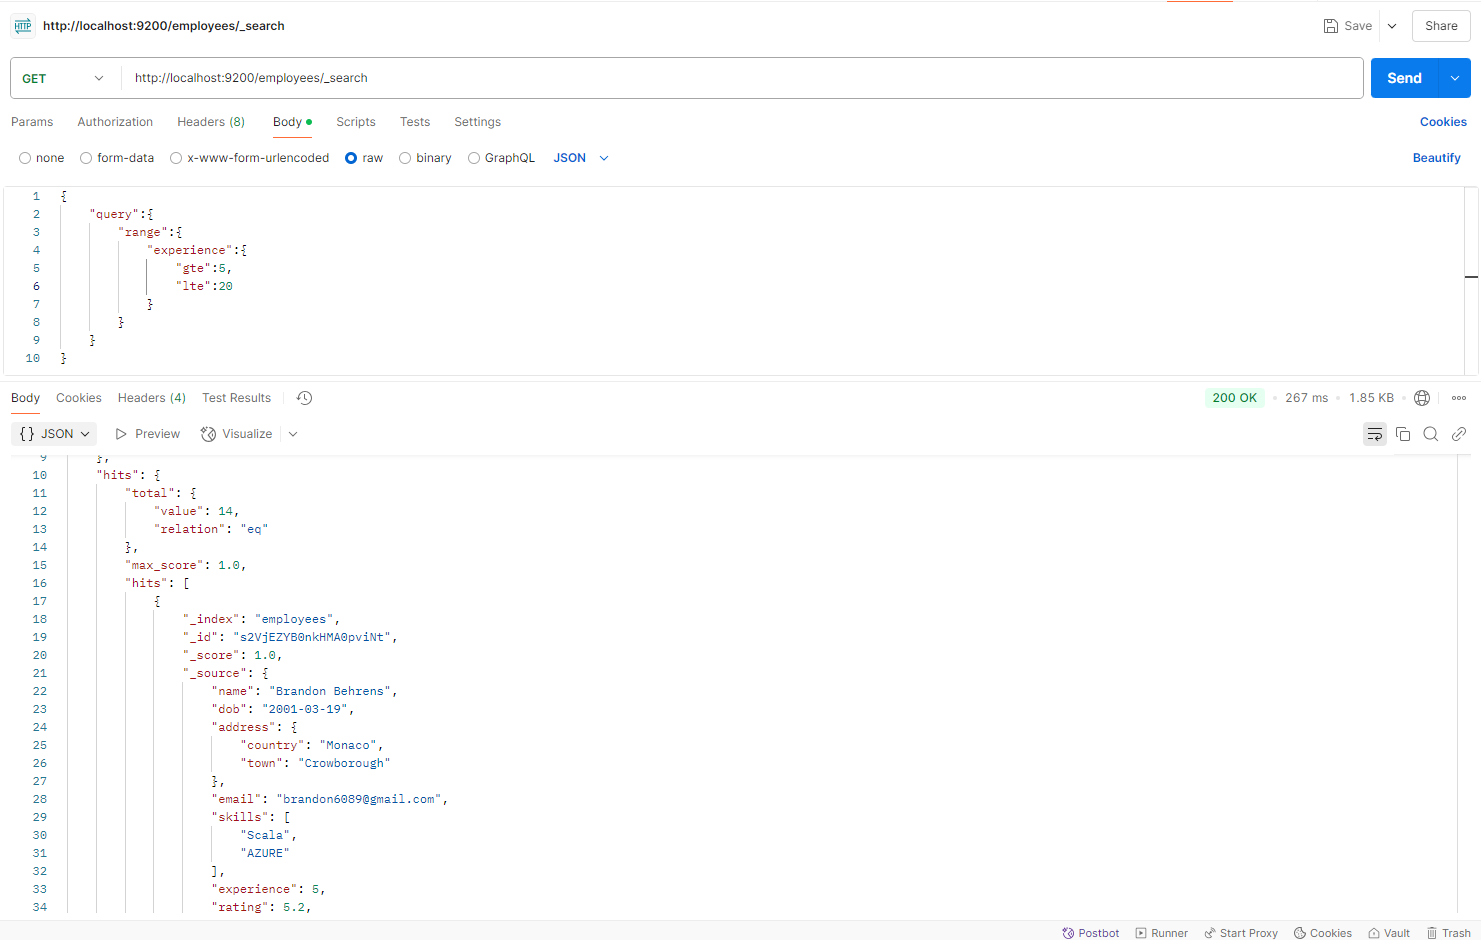 HTTP http://localhost:9200/employees/_search Save Share
GET http://localhost:9200/employees/_search Send
Params Authorization Headers (8) Body Scripts Tests Settings Cookies
none form-data x-www-form-urlencoded raw binary GraphQL JSON Beautify
1 {
2 "query":{
3 "range":{
4 "experience":{
5 "gte":5,
6 "lte":20
7 }
8 }
9 }
10 }
Body Cookies Headers (4) Test Results 200 OK 267 ms 1.85 KB
{} JSON Preview Visualize
9 },
10 "hits": {
11 "total": {
12 "value": 14,
13 "relation": "eq"
14 },
15 "max_score": 1.0,
16 "hits": [
17 {
18 "_index": "employees",
19 "_id": "s2VjEZYB0nkHMA0pviNt",
20 "_score": 1.0,
21 "_source": {
22 "name": "Brandon Behrens",
23 "dob": "2001-03-19",
24 "address": {
25 "country": "Monaco",
26 "town": "Crowborough"
27 },
28 "email": "brandon6089@gmail.com",
29 "skills": [
30 "Scala",
31 "AZURE"
32 ],
33 "experience": 5,
34 "rating": 5.2,
Postbot Runner Start Proxy Cookies Vault Trash